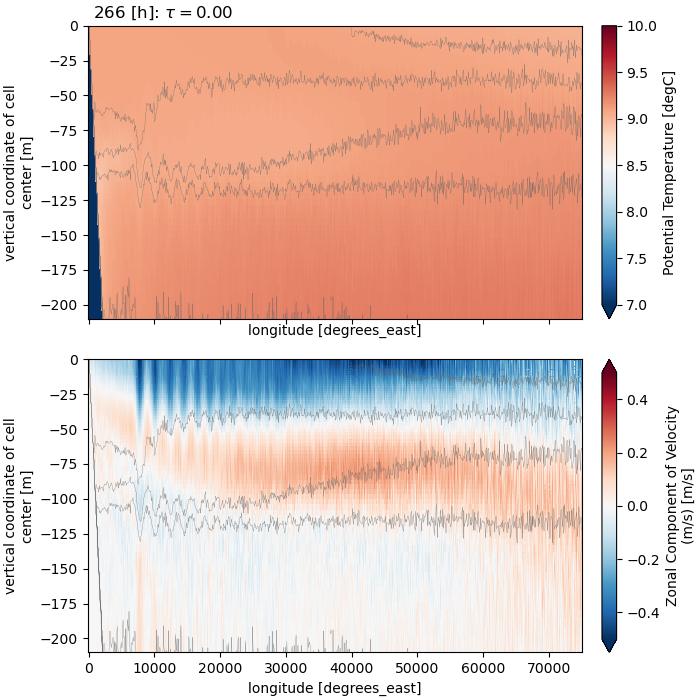 266 [h]: τ = 0.00
0
−25
−50
−75
−100
−125
−150
−175
−200
vertical coordinate of cell
center [m]
longitude [degrees_east]
10.0
9.5
9.0
8.5
8.0
7.5
7.0
Potential Temperature [degC]
0
−25
−50
−75
−100
−125
−150
−175
−200
vertical coordinate of cell
center [m]
0 10000 20000 30000 40000 50000 60000 70000
longitude [degrees_east]
0.4
0.2
0.0
−0.2
−0.4
Zonal Component of Velocity
(m/s) [m/s]